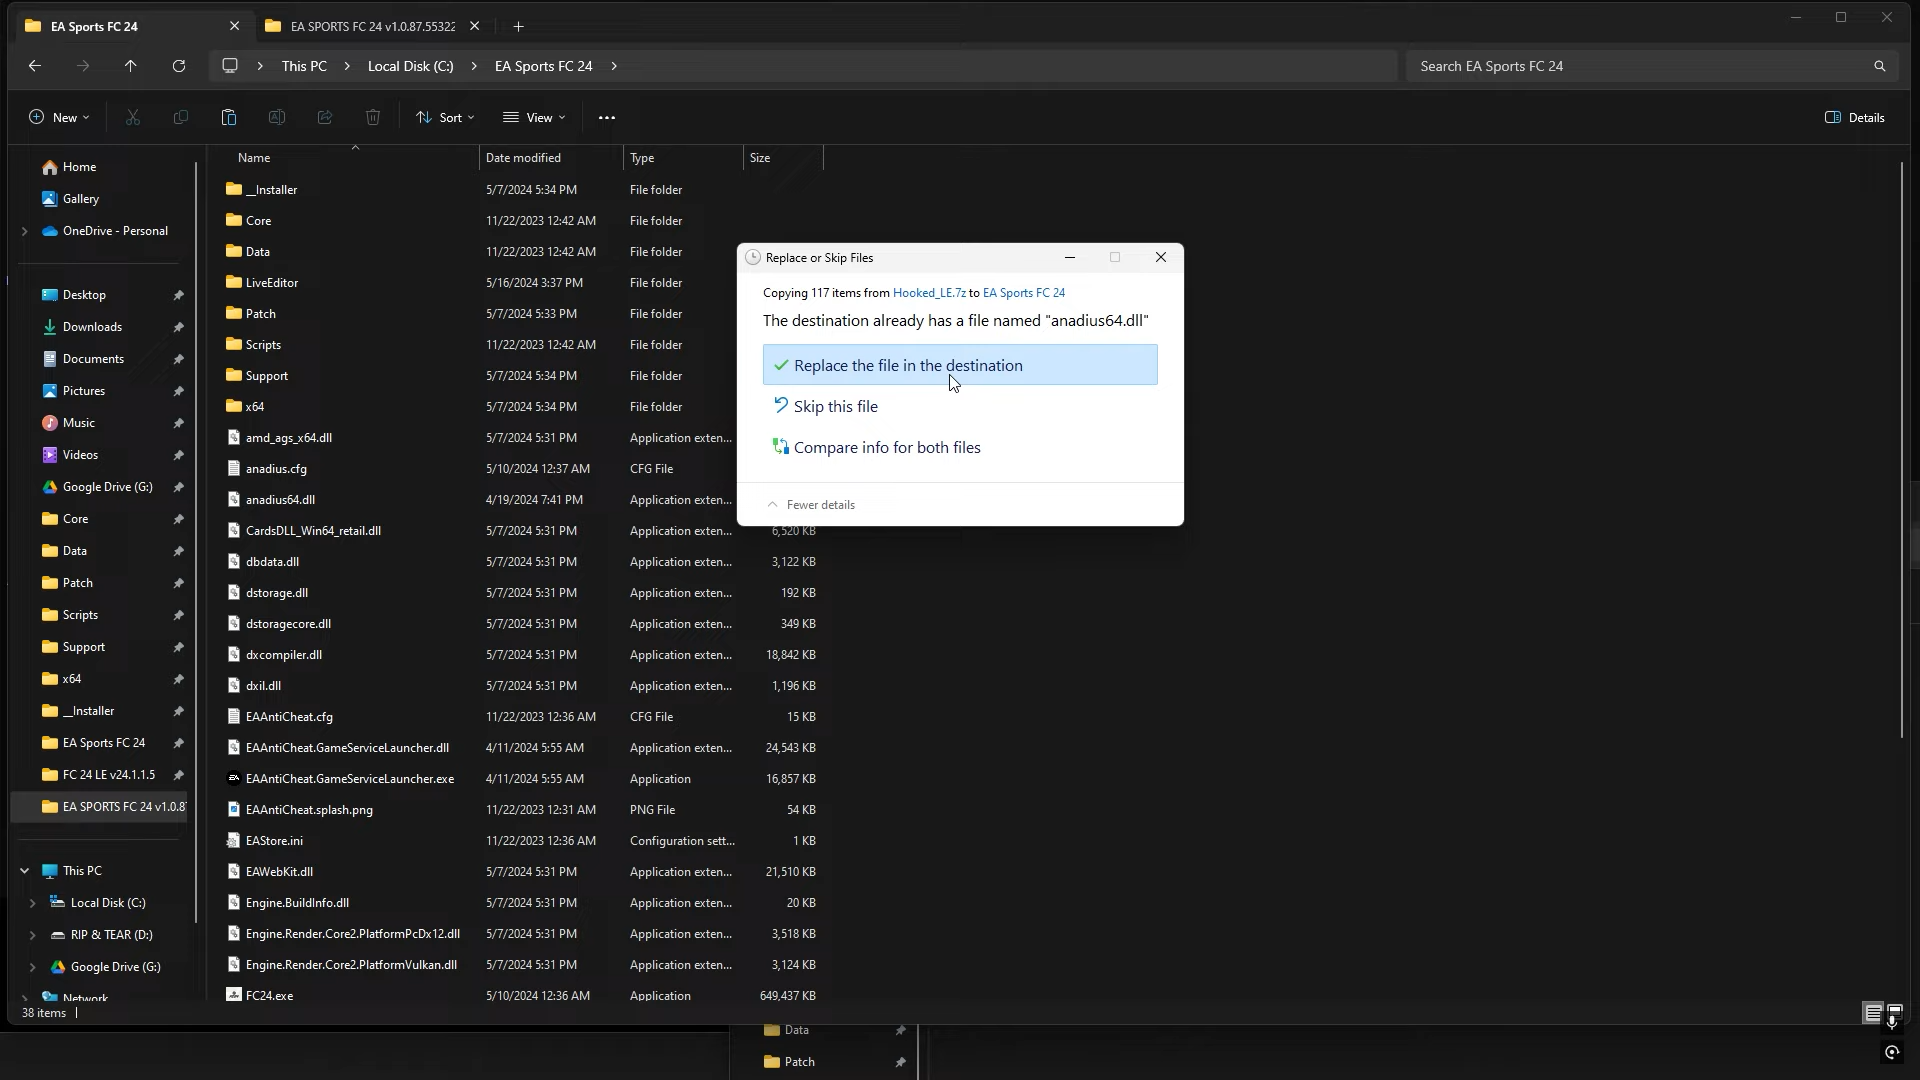 EA Sports FC 24
EA SPORTS FC 24 v1.0.87.55322
This PC > Local Disk (C:) > EA Sports FC 24 >
Search EA Sports FC 24
New
Sort
View
Details
Name Date modified Type Size
Home
Gallery
OneDrive - Personal
Desktop
Downloads
Documents
Pictures
Music
Videos
Google Drive (G:)
Core
Data
Patch
Scripts
Support
x64
__Installer
EA Sports FC 24
FC 24 LE v24.1.1.5
EA SPORTS FC 24 v1.0.87
This PC
Local Disk (C:)
RIP & TEAR (D:)
Google Drive (G:)
Network
38 items
__Installer 5/7/2024 5:34 PM File folder
Core 11/22/2023 12:42 AM File folder
Data 11/22/2023 12:42 AM File folder
LiveEditor 5/16/2024 3:37 PM File folder
Patch 5/7/2024 5:33 PM File folder
Scripts 11/22/2023 12:42 AM File folder
Support 5/7/2024 5:34 PM File folder
x64 5/7/2024 5:34 PM File folder
amd_ags_x64.dll 5/7/2024 5:31 PM Application exten...
anadius.cfg 5/10/2024 12:37 AM CFG File
anadius64.dll 4/19/2024 7:41 PM Application exten...
CardsDLL_Win64_retail.dll 5/7/2024 5:31 PM Application exten... 6,520 KB
dbdata.dll 5/7/2024 5:31 PM Application exten... 3,122 KB
dstorage.dll 5/7/2024 5:31 PM Application exten... 192 KB
dstoragecore.dll 5/7/2024 5:31 PM Application exten... 349 KB
dxcompiler.dll 5/7/2024 5:31 PM Application exten... 18,842 KB
dxil.dll 5/7/2024 5:31 PM Application exten... 1,196 KB
EAAntiCheat.cfg 11/22/2023 12:36 AM CFG File 15 KB
EAAntiCheat.GameServiceLauncher.dll 4/11/2024 5:55 AM Application exten... 24,543 KB
EAAntiCheat.GameServiceLauncher.exe 4/11/2024 5:55 AM Application 16,857 KB
EAAntiCheat.splash.png 11/22/2023 12:31 AM PNG File 54 KB
EAStore.ini 11/22/2023 12:36 AM Configuration sett... 1 KB
EAWebKit.dll 5/7/2024 5:31 PM Application exten... 21,510 KB
Engine.BuildInfo.dll 5/7/2024 5:31 PM Application exten... 20 KB
Engine.Render.Core2.PlatformPcDx12.dll 5/7/2024 5:31 PM Application exten... 3,518 KB
Engine.Render.Core2.PlatformVulkan.dll 5/7/2024 5:31 PM Application exten... 3,124 KB
FC24.exe 5/10/2024 12:36 AM Application 649,437 KB
Replace or Skip Files
Copying 117 items from Hooked_LE.7z to EA Sports FC 24
The destination already has a file named "anadius64.dll"
Replace the file in the destination
Skip this file
Compare info for both files
Fewer details
Data
Patch